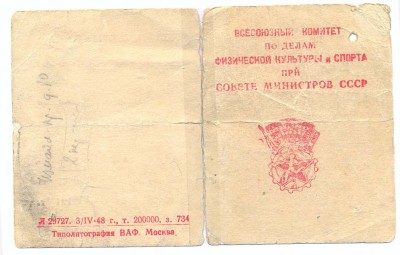 ВСЕСОЮЗНЫЙ КОМИТЕТ
ПО ДЕЛАМ
ФИЗИЧЕСКОЙ КУЛЬТУРЫ и СПОРТА
ПРИ
СОВЕТЕ МИНИСТРОВ СССР
Л 28727. 3/IV-48 г., т. 200000, з. 734
Типолитография ВАФ. Москва